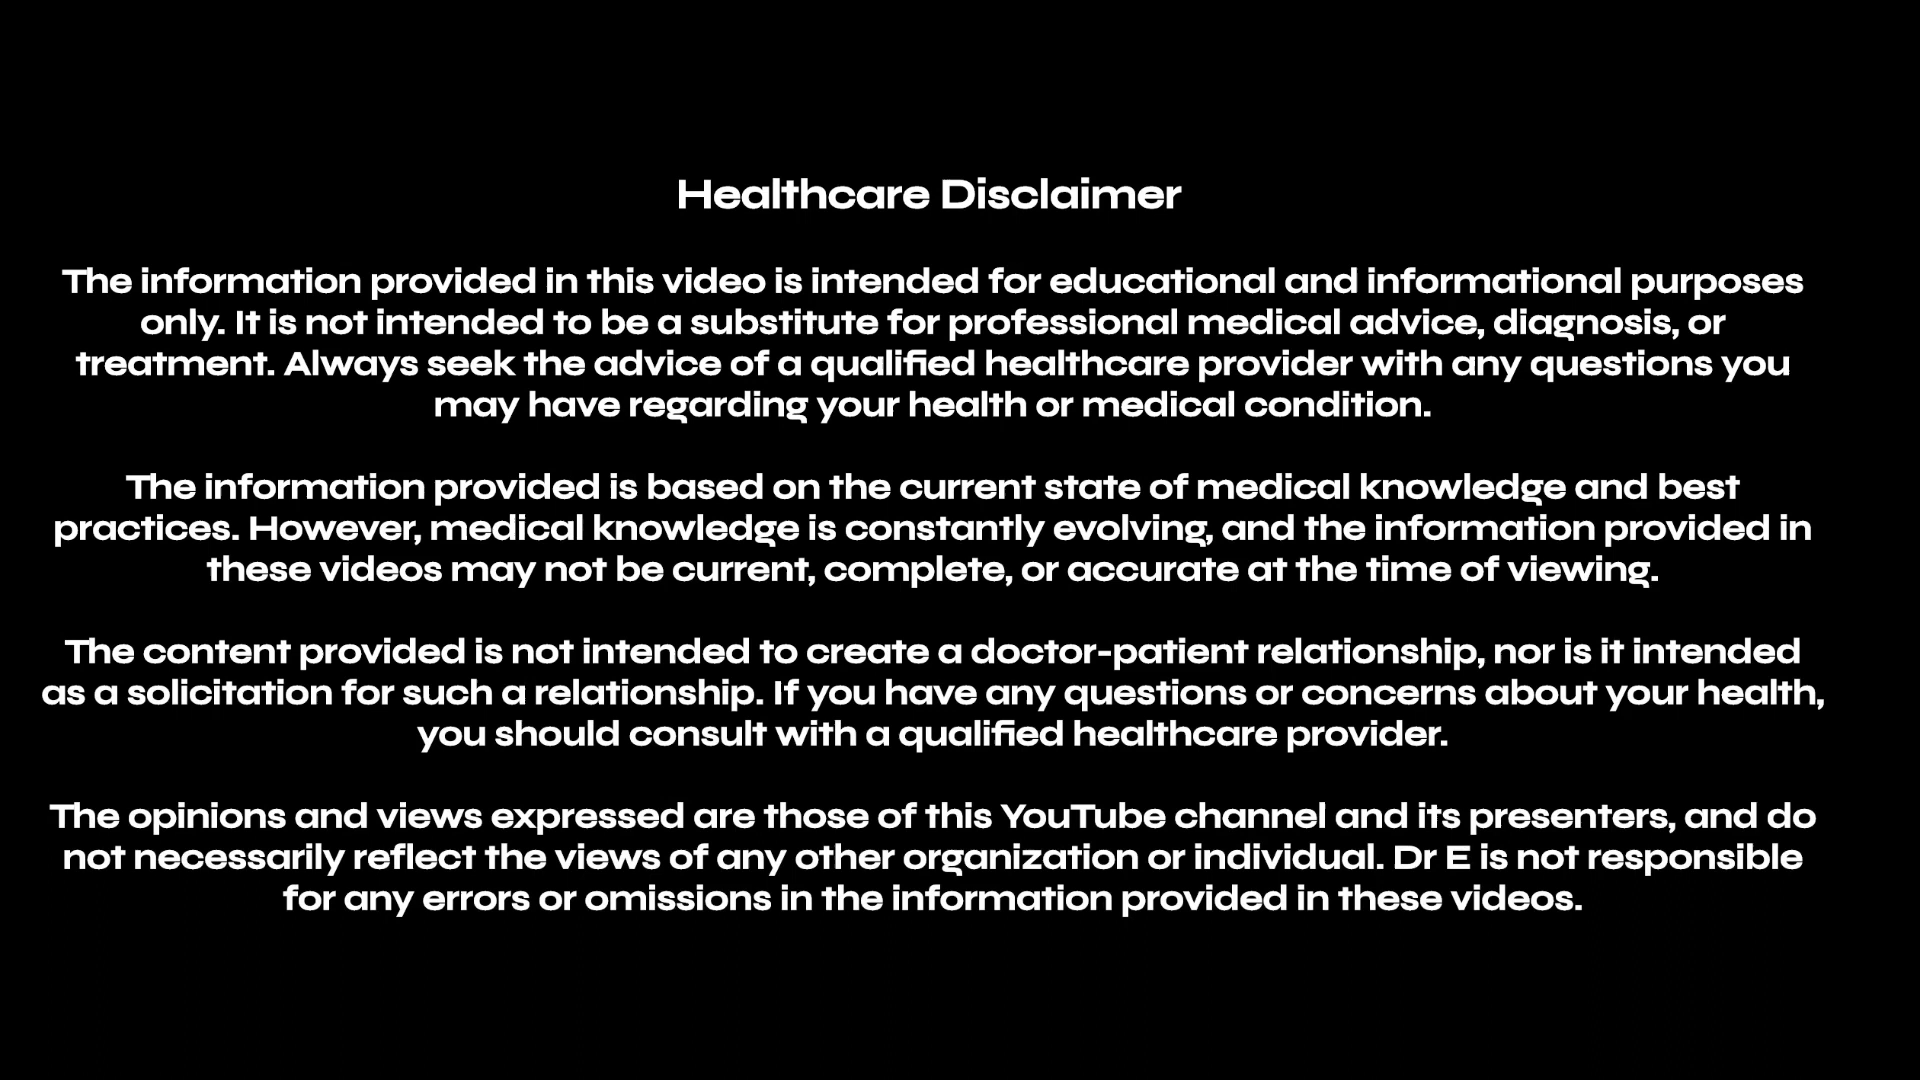 Healthcare Disclaimer
The information provided in this video is intended for educational and informational purposes
only. It is not intended to be a substitute for professional medical advice, diagnosis, or
treatment. Always seek the advice of a qualified healthcare provider with any questions you
may have regarding your health or medical condition.
The information provided is based on the current state of medical knowledge and best
practices. However, medical knowledge is constantly evolving, and the information provided in
these videos may not be current, complete, or accurate at the time of viewing.
The content provided is not intended to create a doctor-patient relationship, nor is it intended
as a solicitation for such a relationship. If you have any questions or concerns about your health,
you should consult with a qualified healthcare provider.
The opinions and views expressed are those of this YouTube channel and its presenters, and do
not necessarily reflect the views of any other organization or individual. Dr E is not responsible
for any errors or omissions in the information provided in these videos.